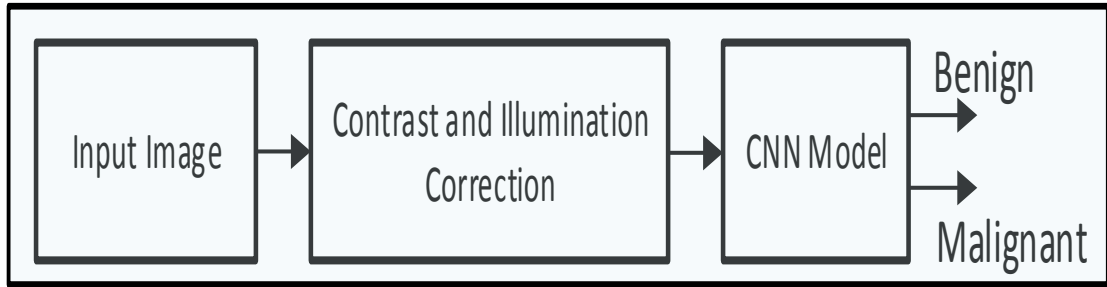 Input Image
Contrast and Illumination
Correction
CNN Model
Benign
Malignant